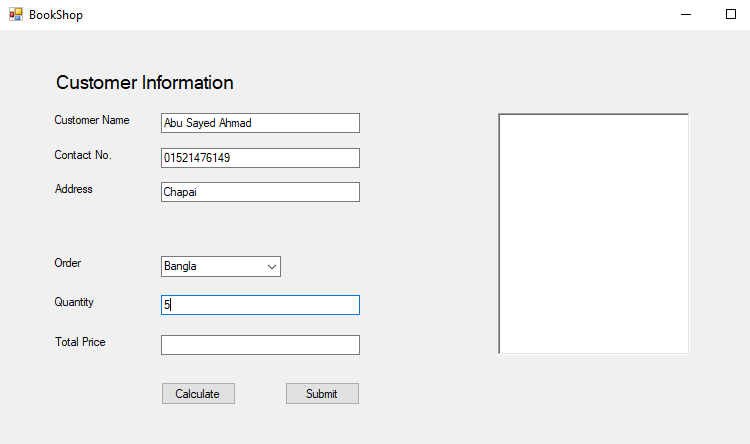 BookShop
Customer Information
Customer Name Abu Sayed Ahmad
Contact No. 01521476149
Address Chapai
Order Bangla
Quantity 5
Total Price
Calculate Submit